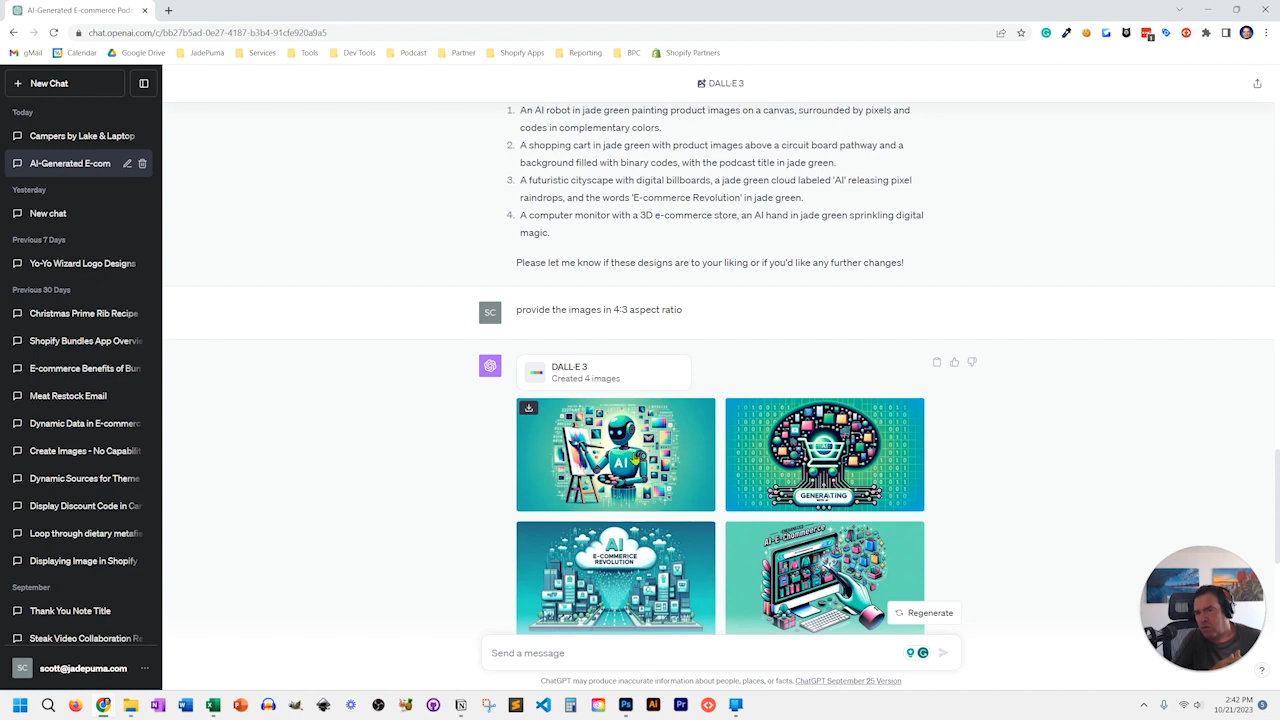 AI-Generated E-commerce Pod
chat.openai.com/c/bb27b5ad-0e27-4187-b3b4-91cfe920a9a5
gMail
Calendar
Google Drive
JadePuma
Services
Tools
Dev Tools
Podcast
Partner
Shopify Apps
Reporting
BPC
Shopify Partners
New Chat
Today
Campers by Lake & Laptop
AI-Generated E-com
Yesterday
New chat
Previous 7 Days
Yo-Yo Wizard Logo Designs
Previous 30 Days
Christmas Prime Rib Recipe
Shopify Bundles App Overvie
E-commerce Benefits of Bun
Meat Restock Email
Dynamic Data in E-commerc
Create Images - No Capabilit
Dynamic Sources for Theme
Display Discount Code in Car
Loop through dictary metafie
Displaying Image in Shopify
September
Thank You Note Title
Steak Video Collaboration Re
SC
scott@jadepuma.com
DALL·E 3
1. An AI robot in jade green painting product images on a canvas, surrounded by pixels and
codes in complementary colors.
2. A shopping cart in jade green with product images above a circuit board pathway and a
background filled with binary codes, with the podcast title in jade green.
3. A futuristic cityscape with digital billboards, a jade green cloud labeled 'AI' releasing pixel
raindrops, and the words 'E-commerce Revolution' in jade green.
4. A computer monitor with a 3D e-commerce store, an AI hand in jade green sprinkling digital
magic.
Please let me know if these designs are to your liking or if you'd like any further changes!
SC
provide the images in 4:3 aspect ratio
DALL·E 3
Created 4 images
AI
GENERATING
AI
E-COMMERICE
REVOLUTION
AI-E-Chommerce
Regenerate
Send a message
ChatGPT may produce inaccurate information about people, places, or facts. ChatGPT September 25 Version
?
2:42 PM
10/21/2023